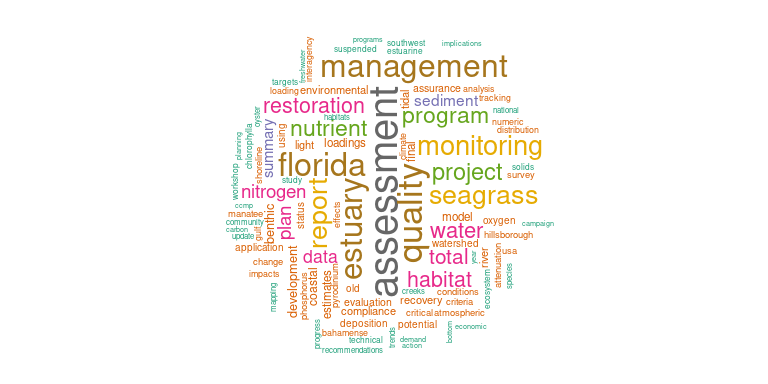 programs
suspended
southwest
estuarine
implications
freshwater
interagency
management
targets
loading
environmental
assurance
analysis
tidal
sediment
tracking
restoration
habitats
program
national
oyster
nutrient
numeric
distribution
chlorophyll
planning
summary
using
light
loadings
assessment
climate
final
monitoring
shoreline
workshop
florida
study
project
solids
survey
nitrogen
report
estuary
quality
seagrass
ccmp
manatee
community
carbon
update
gulf
benthic
plan
status
effects
model
oxygen
campaign
water
hillsborough
watershed
application
data
total
year
river
usa
change
impacts
development
phosphorus
coastal
estimates
pyrodinium
old
habitat
ecosystem
attenuation
species
mapping
creeks
conditions
evaluation
recovery
criteria
compliance
critical
atmospheric
deposition
potential
economic
progress
bahamense
technical
trends
demand
action
bottom
recommendations